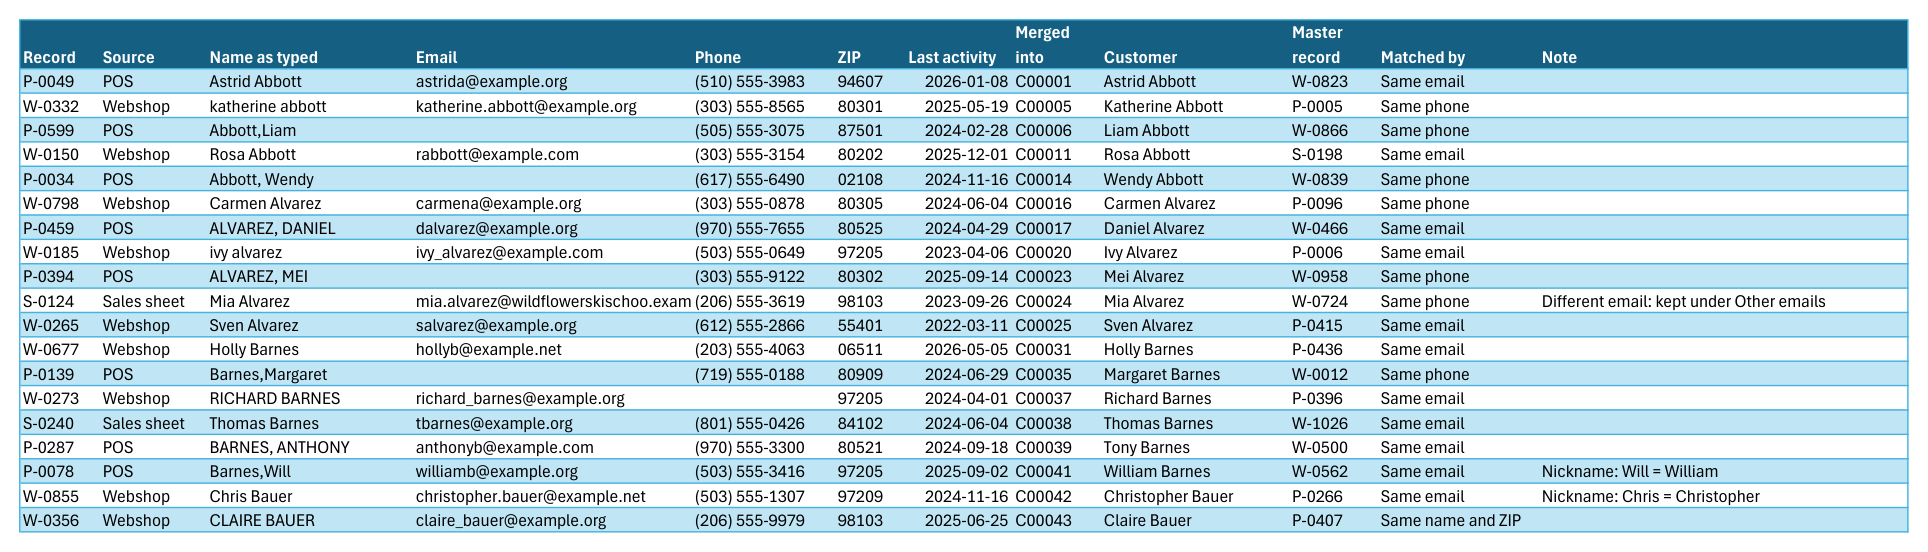 Record Source Name as typed Email Phone ZIP Last activity Merged into Customer Master record Matched by Note
P-0049 POS Astrid Abbott astrida@example.org (510) 555-3983 94607 2026-01-08 C00001 Astrid Abbott W-0823 Same email
W-0332 Webshop katherine abbott katherine.abbott@example.org (303) 555-8565 80301 2025-05-19 C00005 Katherine Abbott P-0005 Same phone
P-0599 POS Abbott,Liam (505) 555-3075 87501 2024-02-28 C00006 Liam Abbott W-0866 Same phone
W-0150 Webshop Rosa Abbott rabbott@example.com (303) 555-3154 80202 2025-12-01 C00011 Rosa Abbott S-0198 Same email
P-0034 POS Abbott, Wendy (617) 555-6490 02108 2024-11-16 C00014 Wendy Abbott W-0839 Same phone
W-0798 Webshop Carmen Alvarez carmena@example.org (303) 555-0878 80305 2024-06-04 C00016 Carmen Alvarez P-0096 Same phone
P-0459 POS ALVAREZ, DANIEL dalvarez@example.org (970) 555-7655 80525 2024-04-29 C00017 Daniel Alvarez W-0466 Same email
W-0185 Webshop ivy alvarez ivy_alvarez@example.com (503) 555-0649 97205 2023-04-06 C00020 Ivy Alvarez P-0006 Same email
P-0394 POS ALVAREZ, MEI (303) 555-9122 80302 2025-09-14 C00023 Mei Alvarez W-0958 Same phone
S-0124 Sales sheet Mia Alvarez mia.alvarez@wildflowerskischoo.exam (206) 555-3619 98103 2023-09-26 C00024 Mia Alvarez W-0724 Same phone Different email: kept under Other emails
W-0265 Webshop Sven Alvarez salvarez@example.org (612) 555-2866 55401 2022-03-11 C00025 Sven Alvarez P-0415 Same email
W-0677 Webshop Holly Barnes hollyb@example.net (203) 555-4063 06511 2026-05-05 C00031 Holly Barnes P-0436 Same email
P-0139 POS Barnes,Margaret (719) 555-0188 80909 2024-06-29 C00035 Margaret Barnes W-0012 Same phone
W-0273 Webshop RICHARD BARNES richard_barnes@example.org 97205 2024-04-01 C00037 Richard Barnes P-0396 Same email
S-0240 Sales sheet Thomas Barnes tbarnes@example.org (801) 555-0426 84102 2024-06-04 C00038 Thomas Barnes W-1026 Same email
P-0287 POS BARNES, ANTHONY anthonyb@example.com (970) 555-3300 80521 2024-09-18 C00039 Tony Barnes W-0500 Same email
P-0078 POS Barnes,Will williamb@example.org (503) 555-3416 97205 2025-09-02 C00041 William Barnes W-0562 Same email Nickname: Will = William
W-0855 Webshop Chris Bauer christopher.bauer@example.net (503) 555-1307 97209 2024-11-16 C00042 Christopher Bauer P-0266 Same email Nickname: Chris = Christopher
W-0356 Webshop CLAIRE BAUER claire_bauer@example.org (206) 555-9979 98103 2025-06-25 C00043 Claire Bauer P-0407 Same name and ZIP